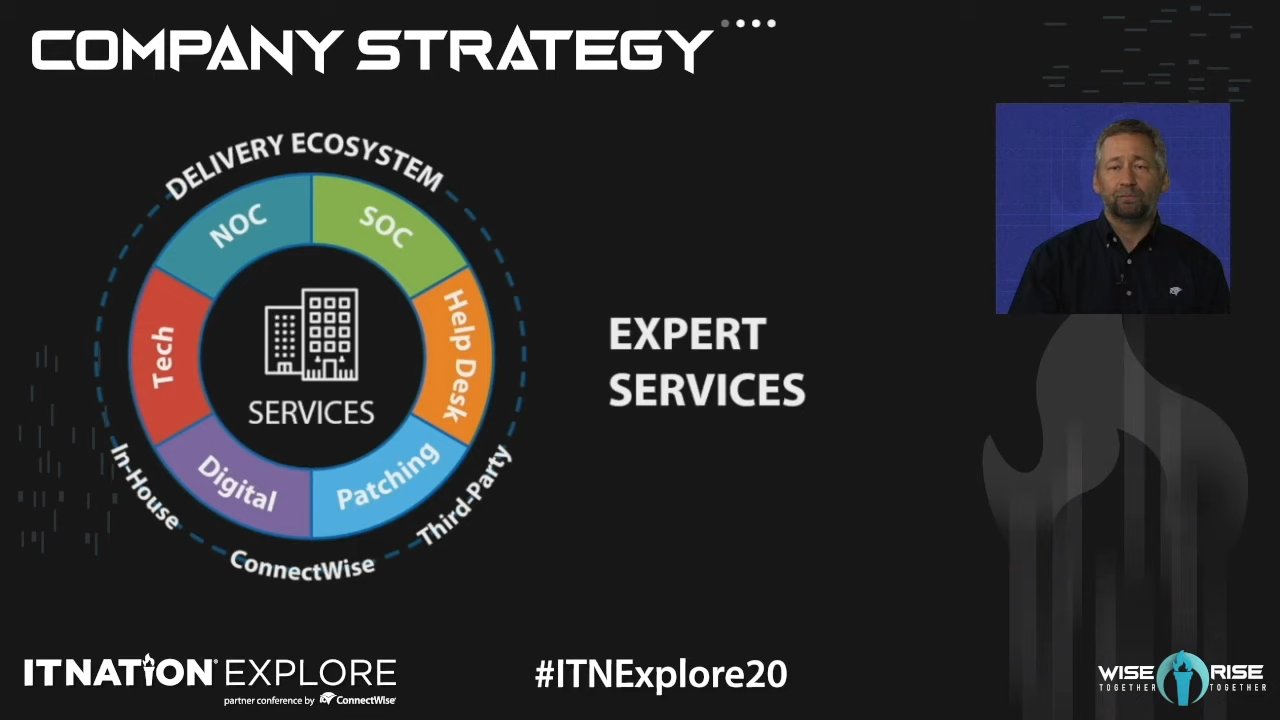 COMPANY STRATEGY
DELIVERY ECOSYSTEM
NOC
SOC
Tech
Help Desk
SERVICES
Digital
Patching
In-House
ConnectWise
Third-Party
EXPERT
SERVICES
ITNATION EXPLORE
partner conference by ConnectWise
#ITNExplore20
WISE RISE
TOGETHER TOGETHER